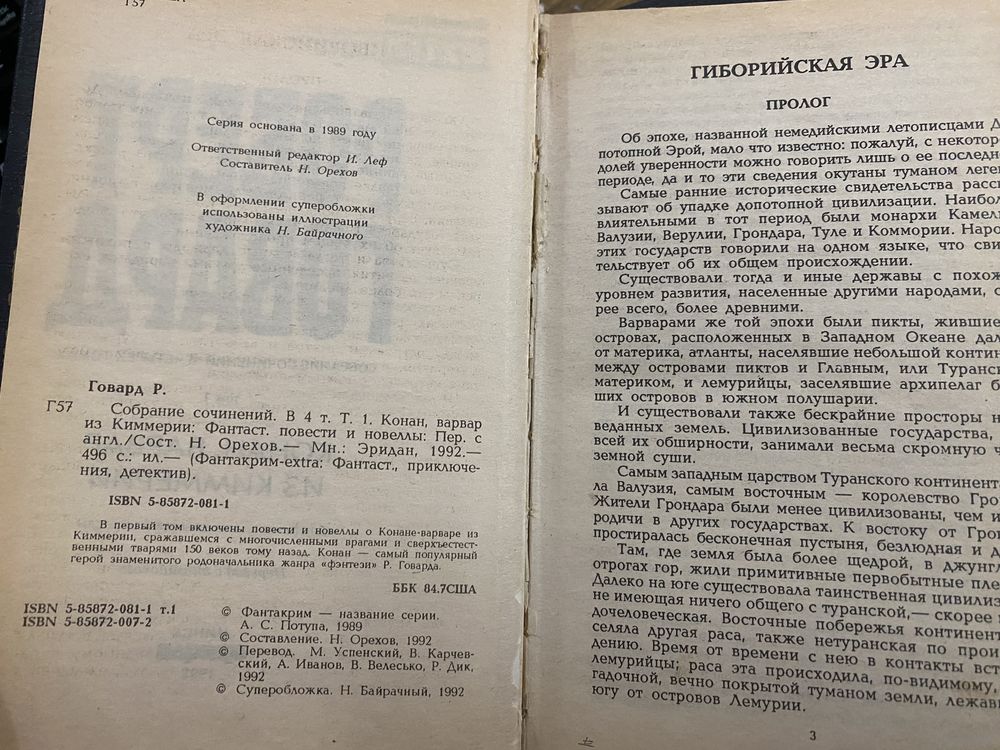 Г57
Серия основана в 1989 году
Ответственный редактор И. Леф
Составитель Н. Орехов
В оформлении суперобложки
использованы иллюстрации
художника Н. Байрачного
Говард Р.
Г57
Собрание сочинений. В 4 т. Т. 1. Конан, варвар
из Киммерии: Фантаст. повести и новеллы: Пер. с
англ./Сост. Н. Орехов.— Мн.: Эридан, 1992.—
496 с.: ил.— (Фантакрим-extra: Фантаст., приключе-
ния, детектив).
ISBN 5-85872-081-1
В первый том включены повести и новеллы о Конане-варваре из
Киммерии, сражавшемся с многочисленными врагами и сверхъестест-
венными тварями 150 веков тому назад. Конан — самый популярный
герой знаменитого родоначальника жанра «фэнтези» Р. Говарда.
ББК 84.7США
ISBN 5-85872-081-1 т.1
ISBN 5-85872-007-2
© Фантакрим — название серии.
А. С. Потупа, 1989
© Составление. Н. Орехов, 1992
© Перевод. М. Успенский, В. Карчев-
ский, А. Иванов, В. Велесько, Р. Дик,
1992
© Суперобложка. Н. Байрачный, 1992
ГИБОРИЙСКАЯ ЭРА
ПРОЛОГ
Об эпохе, названной немедийскими летописцами Д
потопной Эрой, мало что известно: пожалуй, с некотор
долей уверенности можно говорить лишь о ее последн
периоде, да и то эти сведения окутаны туманом леге
Самые ранние исторические свидетельства расс
зывают об упадке допотопной цивилизации. Наибол
влиятельными в тот период были монархи Камел
Валузии, Верулии, Грондара, Туле и Коммории. Наро
этих государств говорили на одном языке, что сви
тельствует об их общем происхождении.
Существовали тогда и иные державы с похож
уровнем развития, населенные другими народами, с
рее всего, более древними.
Варварами же той эпохи были пикты, жившие
островах, расположенных в Западном Океане дал
от материка, атланты, населявшие небольшой контин
между островами пиктов и Главным, или Туранс
материком, и лемурийцы, заселявшие архипелаг б
ших островов в южном полушарии.
И существовали также бескрайние просторы н
веданных земель. Цивилизованные государства,
всей их обширности, занимали весьма скромную ч
земной суши.
Самым западным царством Туранского континент
ла Валузия, самым восточным — королевство Гро
Жители Грондара были менее цивилизованы, чем и
родичи в других государствах. К востоку от Грон
простиралась бесконечная пустыня, безлюдная и д
Там, где земля была более щедрой, в джунгл
отрогах гор, жили примитивные первобытные пле
Далеко на юге существовала таинственная цивилиз
не имеющая ничего общего с туранской,— скорее
дочеловеческая. Восточные побережья континен
селяла другая раса, также нетуранская по прои
дению. Время от времени с нею в контакты вст
лемурийцы; раса эта происходила, по-видимому,
гадочной, вечно покрытой туманом земли, лежав
югу от островов Лемурии.
3